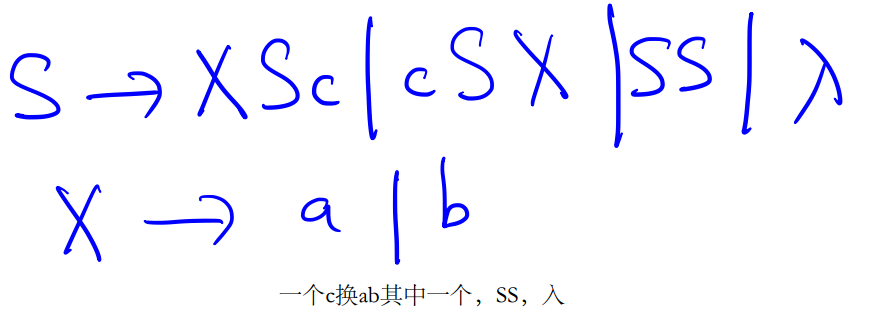 S → XSc | cSX | SS | λ
X → a | b
一个c换ab其中一个，SS，入